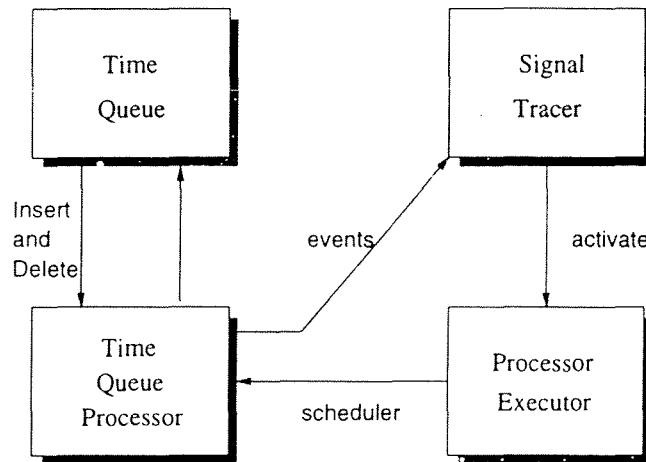 Time
Queue
Signal
Tracer
Insert
and
Delete
events
activate
Time
Queue
Processor
Processor
Executor
scheduler